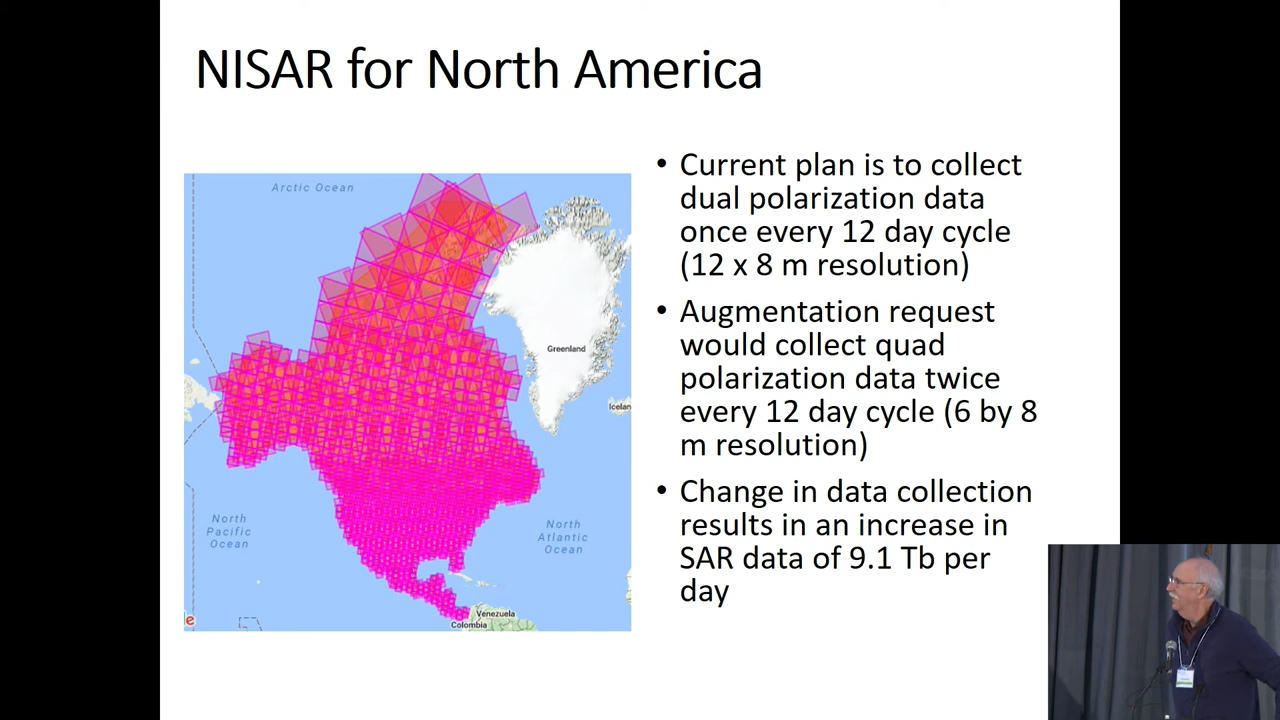 NISAR for North America
• Current plan is to collect
dual polarization data
once every 12 day cycle
(12 x 8 m resolution)
• Augmentation request
would collect quad
polarization data twice
every 12 day cycle (6 by 8
m resolution)
• Change in data collection
results in an increase in
SAR data of 9.1 Tb per
day
Arctic Ocean
Greenland
Icelan
North
Pacific
Ocean
North
Atlantic
Ocean
Venezuela
Colombia